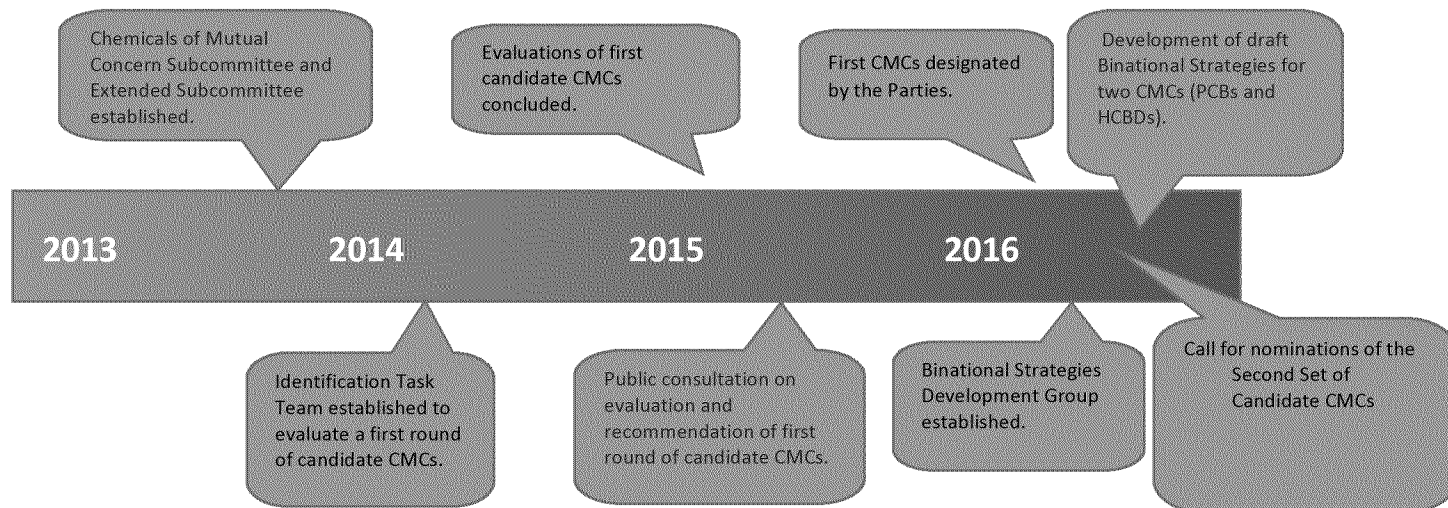 Chemicals of Mutual
Concern Subcommittee and
Extended Subcommittee
established.
Evaluations of first
candidate CMCs
concluded.
First CMCs designated
by the Parties.
Development of draft
Binational Strategies for
two CMCs (PCBs and
HCBDs).
2013
2014
2015
2016
Identification Task
Team established to
evaluate a first round
of candidate CMCs.
Public consultation on
evaluation and
recommendation of first
round of candidate CMCs.
Binational Strategies
Development Group
established.
Call for nominations of the
Second Set of
Candidate CMCs